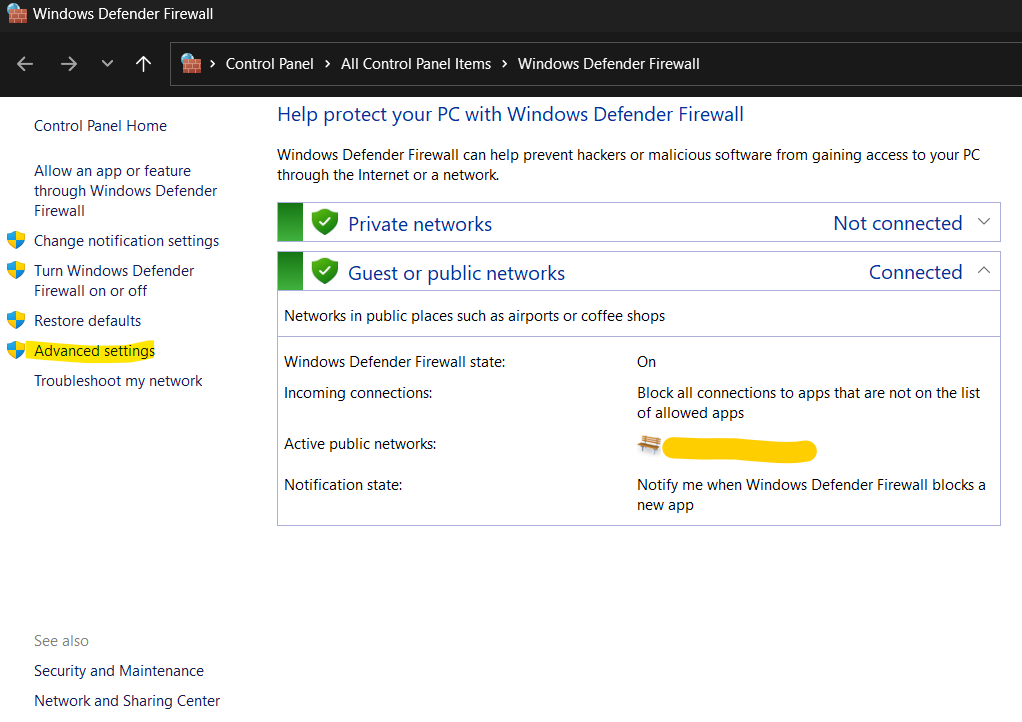 Windows Defender Firewall
Control Panel > All Control Panel Items > Windows Defender Firewall
Control Panel Home
Allow an app or feature
through Windows Defender
Firewall
Change notification settings
Turn Windows Defender
Firewall on or off
Restore defaults
Advanced settings
Troubleshoot my network
See also
Security and Maintenance
Network and Sharing Center
Help protect your PC with Windows Defender Firewall
Windows Defender Firewall can help prevent hackers or malicious software from gaining access to your PC
through the Internet or a network.
Private networks Not connected
Guest or public networks Connected
Networks in public places such as airports or coffee shops
Windows Defender Firewall state: On
Incoming connections: Block all connections to apps that are not on the list
of allowed apps
Active public networks:
Notification state: Notify me when Windows Defender Firewall blocks a
new app